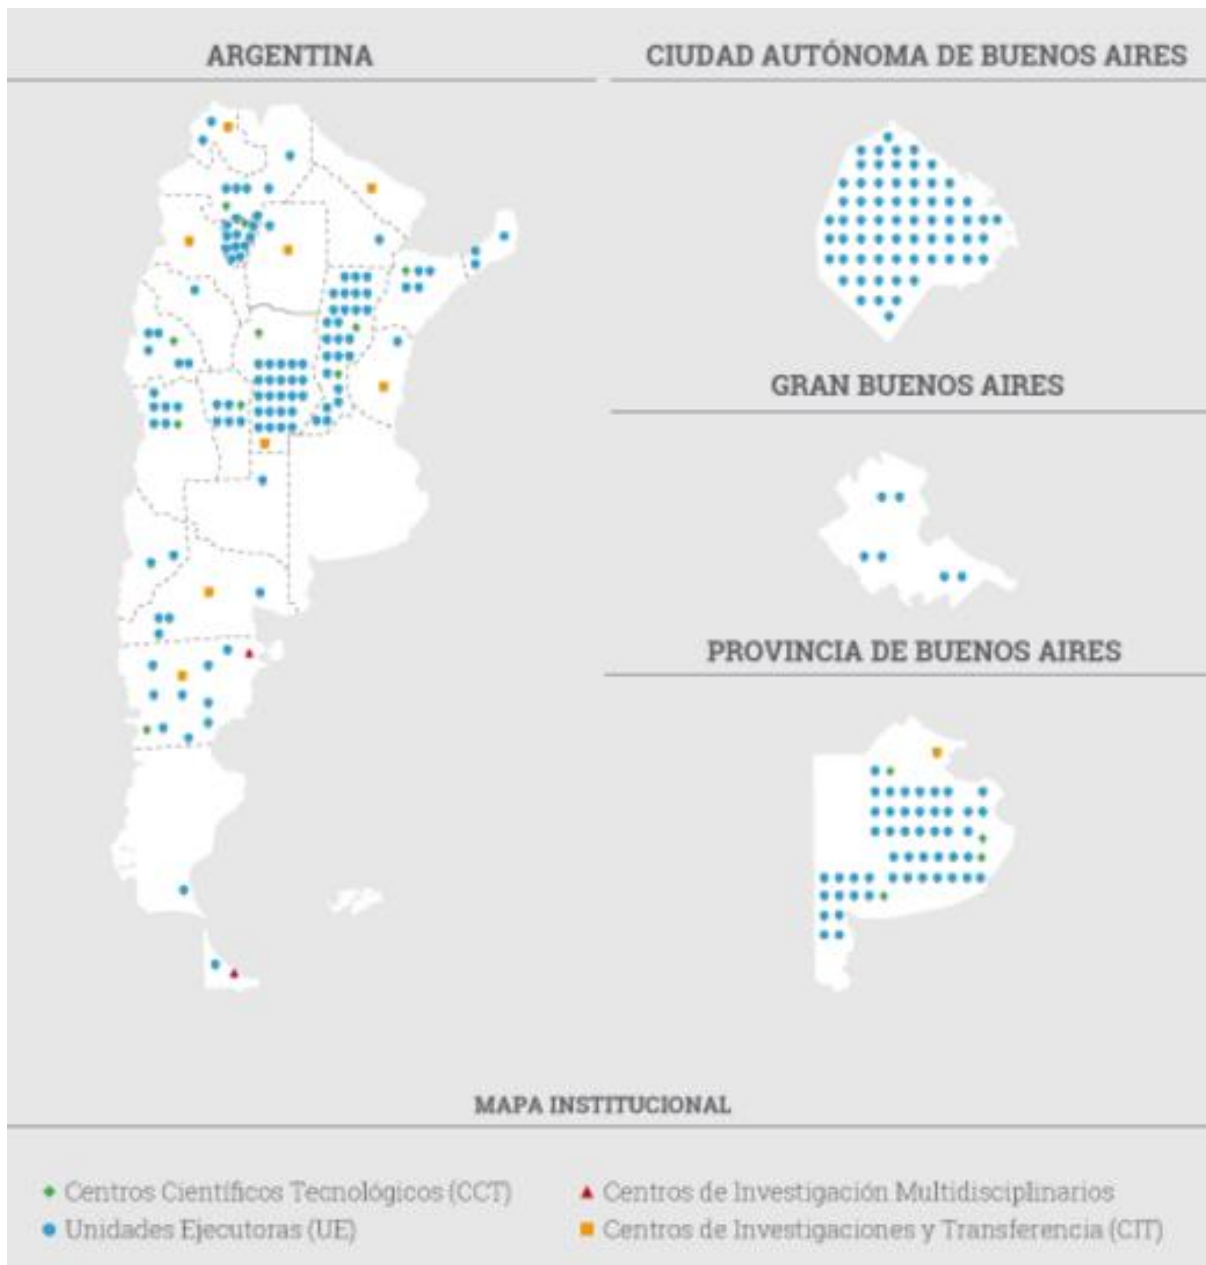 ARGENTINA
CIUDAD AUTÓNOMA DE BUENOS AIRES
GRAN BUENOS AIRES
PROVINCIA DE BUENOS AIRES
MAPA INSTITUCIONAL
Centros Científicos Tecnológicos (CCT)
Unidades Ejecutoras (UE)
Centros de Investigación Multidisciplinarios
Centros de Investigaciones y Transferencia (CIT)